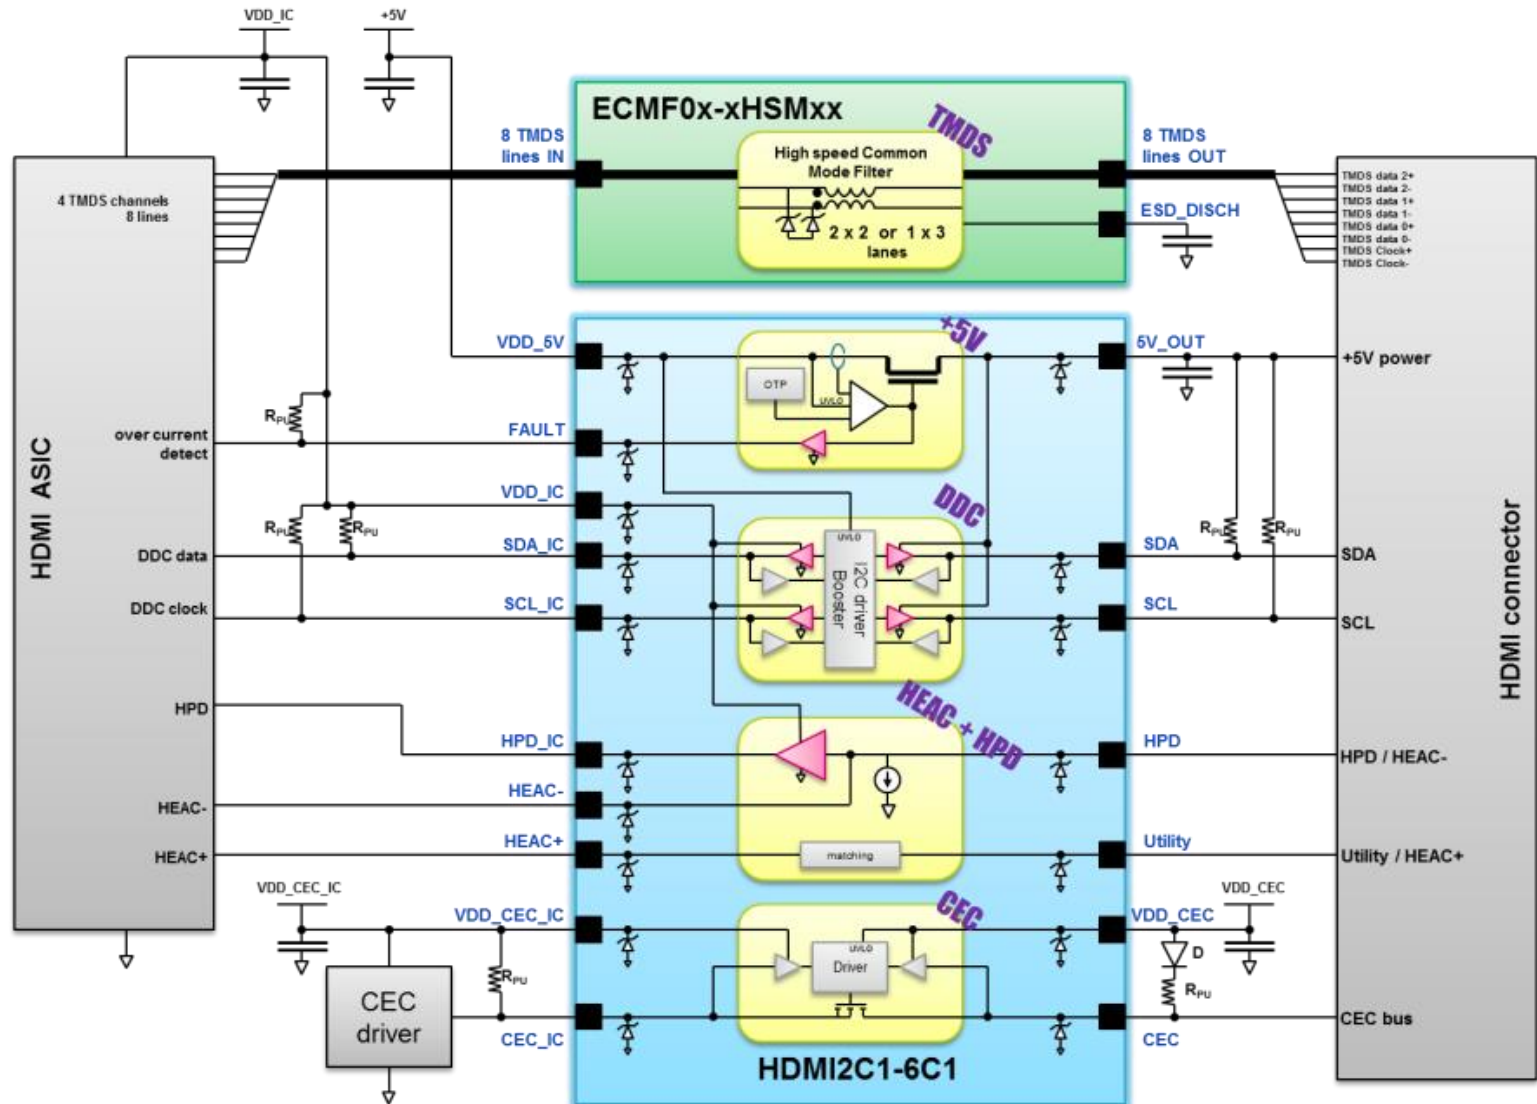 VDD_IC
+5V
ECMF0x-xHSMxx
TMDS
8 TMDS
lines IN
High speed Common
Mode Filter
2 x 2 or 1 x 3
lanes
8 TMDS
lines OUT
ESD_DISCH
4 TMDS channels
8 lines
TMDS data 2+
TMDS data 2-
TMDS data 1+
TMDS data 1-
TMDS data 0+
TMDS data 0-
TMDS Clock+
TMDS Clock-
VDD_5V
+5V
5V_OUT
+5V power
OTP
UVLO
RPU
over current
detect
FAULT
HDMI ASIC
HDMI connector
VDD_IC
DDC
RPU
RPU
RPU
RPU
UVLO
I2C driver
Booster
DDC data
SDA_IC
SDA
SDA
DDC clock
SCL_IC
SCL
SCL
HEAC + HPD
HPD
HPD_IC
HPD
HPD / HEAC-
HEAC-
HEAC-
HEAC+
HEAC+
matching
Utility
Utility / HEAC+
VDD_CEC_IC
VDD_CEC_IC
CEC
VDD_CEC
VDD_CEC
UVLO
Driver
D
RPU
RPU
CEC
driver
CEC_IC
CEC
CEC bus
HDMI2C1-6C1